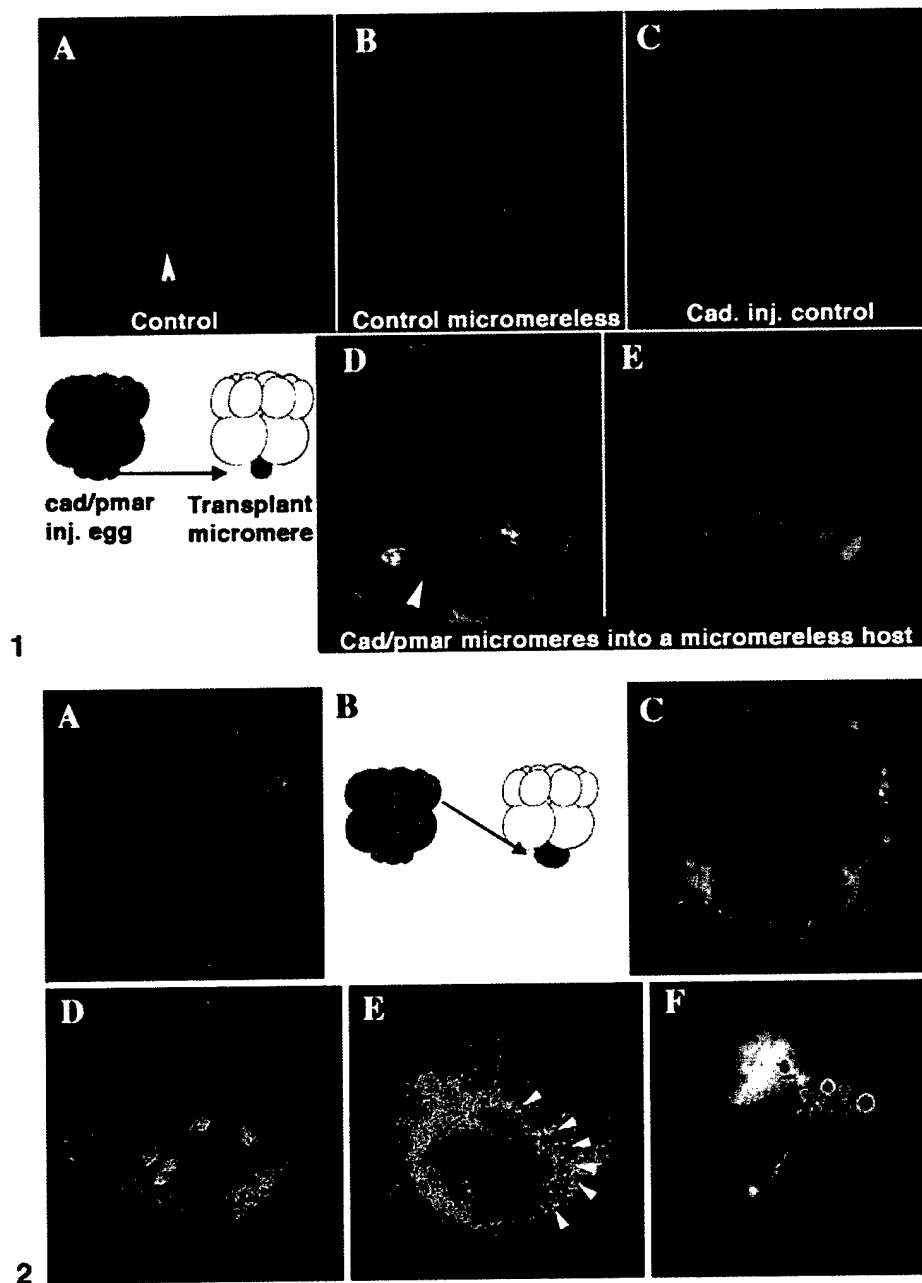 A
B
C
Control
Control micromereless
Cad. inj. control
D
E
cad/pmar
inj. egg
Transplant
micromere
Cad/pmar micromeres into a micromereless host
1
A
B
C
D
E
F
2